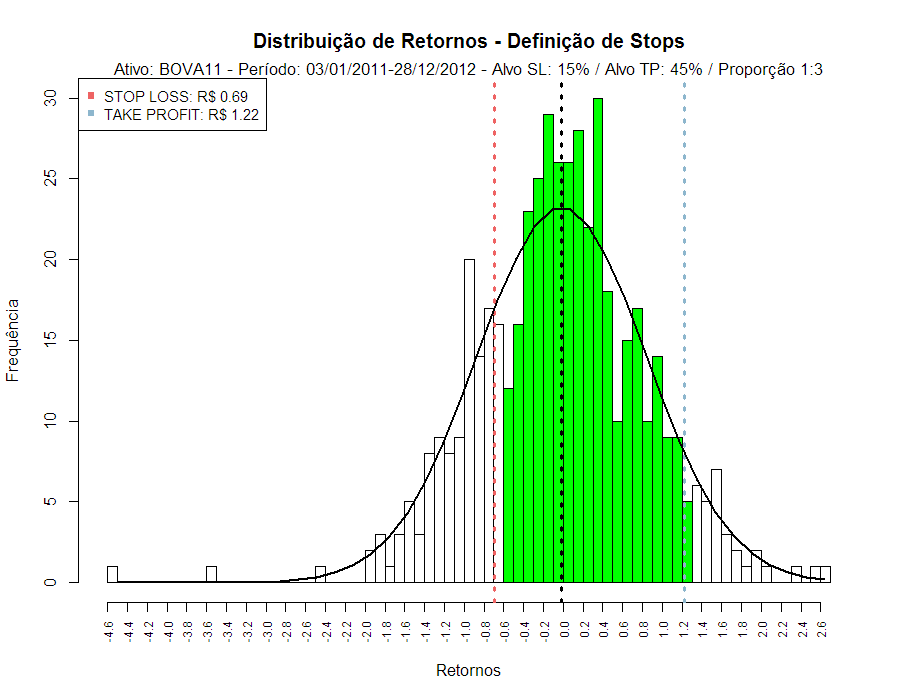 Distribuição de Retornos - Definição de Stops
Ativo: BOVA11 - Período: 03/01/2011-28/12/2012 - Alvo SL: 15% / Alvo TP: 45% / Proporção 1:3
STOP LOSS: R$ 0.69
TAKE PROFIT: R$ 1.22
Frequência
30
25
20
15
10
5
0
-4.6 -4.4 -4.2 -4.0 -3.8 -3.6 -3.4 -3.2 -3.0 -2.8 -2.6 -2.4 -2.2 -2.0 -1.8 -1.6 -1.4 -1.2 -1.0 -0.8 -0.6 -0.4 -0.2 0.0 0.2 0.4 0.6 0.8 1.0 1.2 1.4 1.6 1.8 2.0 2.2 2.4 2.6
Retornos